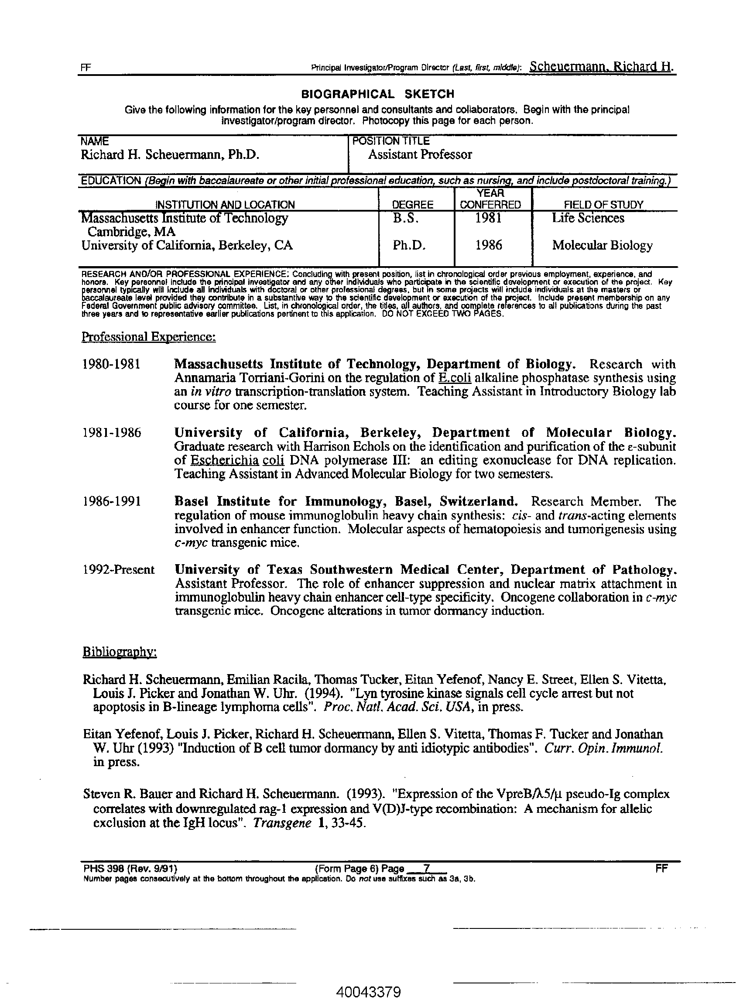 FF Principal Investigator/Program Director (Last, first, middle): Scheuermann, Richard H.
BIOGRAPHICAL SKETCH
Give the following information for the key personnel and consultants and collaborators. Begin with the principal
investigator/program director. Photocopy this page for each person.
NAME POSITION TITLE
Richard H. Scheuermann, Ph.D. Assistant Professor
EDUCATION (Begin with baccalaureate or other initial professional education, such as nursing, and include postdoctoral training.)
INSTITUTION AND LOCATION DEGREE YEAR CONFERRED FIELD OF STUDY
Massachusetts Institute of Technology B.S. 1981 Life Sciences
Cambridge, MA
University of California, Berkeley, CA Ph.D. 1986 Molecular Biology
RESEARCH AND/OR PROFESSIONAL EXPERIENCE: Concluding with present position, list in chronological order previous employment, experience, and
honors. Key personnel include the principal investigator and any other individuals who participate in the scientific development or execution of the project. Key
personnel typically will include all individuals with doctoral or other professional degrees, but in some projects will include individuals at the masters or
baccalaureate level provided they contribute in a substantive way to the scientific development or execution of the project. Include present membership on any
Federal Government public advisory committee. List, in chronological order, the titles, all authors, and complete references to all publications during the past
three years and to representative earlier publications pertinent to this application. DO NOT EXCEED TWO PAGES.
Professional Experience:
1980-1981 Massachusetts Institute of Technology, Department of Biology. Research with
Annamaria Torriani-Gorini on the regulation of E.coli alkaline phosphatase synthesis using
an in vitro transcription-translation system. Teaching Assistant in Introductory Biology lab
course for one semester.
1981-1986 University of California, Berkeley, Department of Molecular Biology.
Graduate research with Harrison Echols on the identification and purification of the ε-subunit
of Escherichia coli DNA polymerase III: an editing exonuclease for DNA replication.
Teaching Assistant in Advanced Molecular Biology for two semesters.
1986-1991 Basel Institute for Immunology, Basel, Switzerland. Research Member. The
regulation of mouse immunoglobulin heavy chain synthesis: cis- and trans-acting elements
involved in enhancer function. Molecular aspects of hematopoiesis and tumorigenesis using
c-myc transgenic mice.
1992-Present University of Texas Southwestern Medical Center, Department of Pathology.
Assistant Professor. The role of enhancer suppression and nuclear matrix attachment in
immunoglobulin heavy chain enhancer cell-type specificity. Oncogene collaboration in c-myc
transgenic mice. Oncogene alterations in tumor dormancy induction.
Bibliography:
Richard H. Scheuermann, Emilian Racila, Thomas Tucker, Eitan Yefenof, Nancy E. Street, Ellen S. Vitetta,
Louis J. Picker and Jonathan W. Uhr. (1994). "Lyn tyrosine kinase signals cell cycle arrest but not
apoptosis in B-lineage lymphoma cells". Proc. Natl. Acad. Sci. USA, in press.
Eitan Yefenof, Louis J. Picker, Richard H. Scheuermann, Ellen S. Vitetta, Thomas F. Tucker and Jonathan
W. Uhr (1993) "Induction of B cell tumor dormancy by anti idiotypic antibodies". Curr. Opin. Immunol.
in press.
Steven R. Bauer and Richard H. Scheuermann. (1993). "Expression of the VpreB/λ5/μ pseudo-Ig complex
correlates with downregulated rag-1 expression and V(D)J-type recombination: A mechanism for allelic
exclusion at the IgH locus". Transgene 1, 33-45.
PHS 398 (Rev. 9/91) (Form Page 6) Page 7 FF
Number pages consecutively at the bottom throughout the application. Do not use suffixes such as 3a, 3b.
40043379